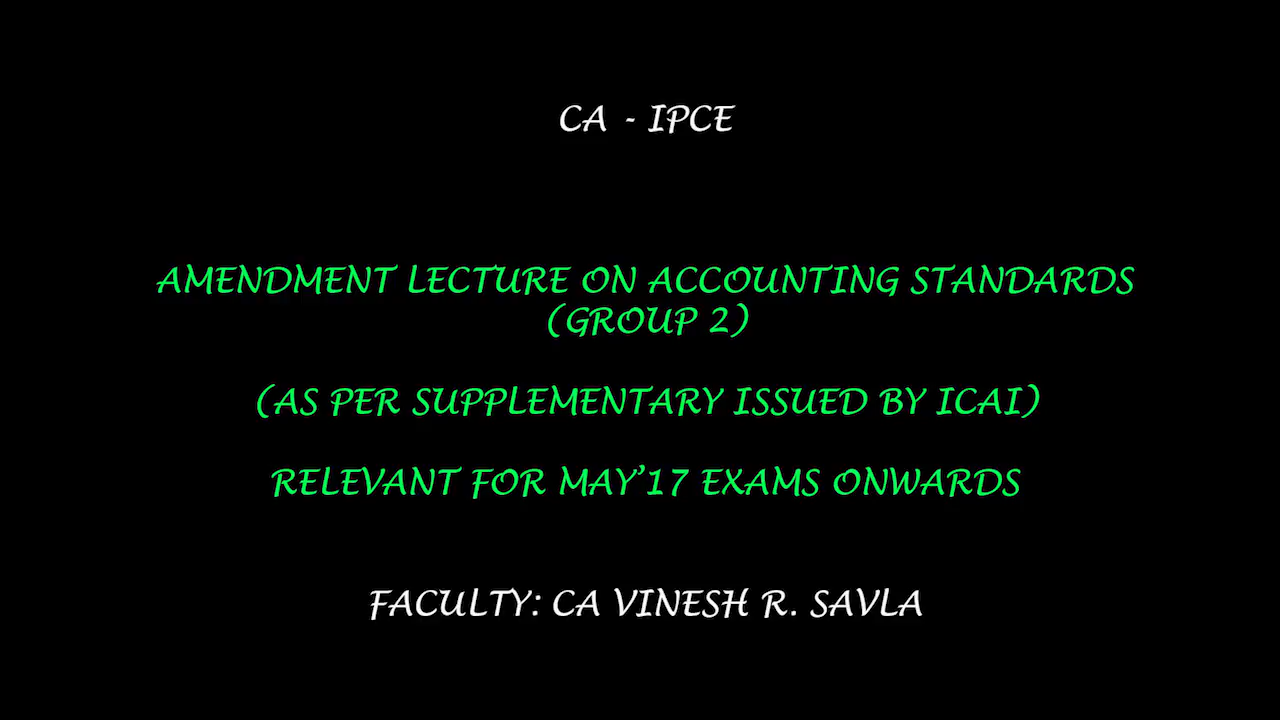 CA - IPCE
AMENDMENT LECTURE ON ACCOUNTING STANDARDS
(GROUP 2)
(AS PER SUPPLEMENTARY ISSUED BY ICAI)
RELEVANT FOR MAY'17 EXAMS ONWARDS
FACULTY: CA VINESH R. SAVLA